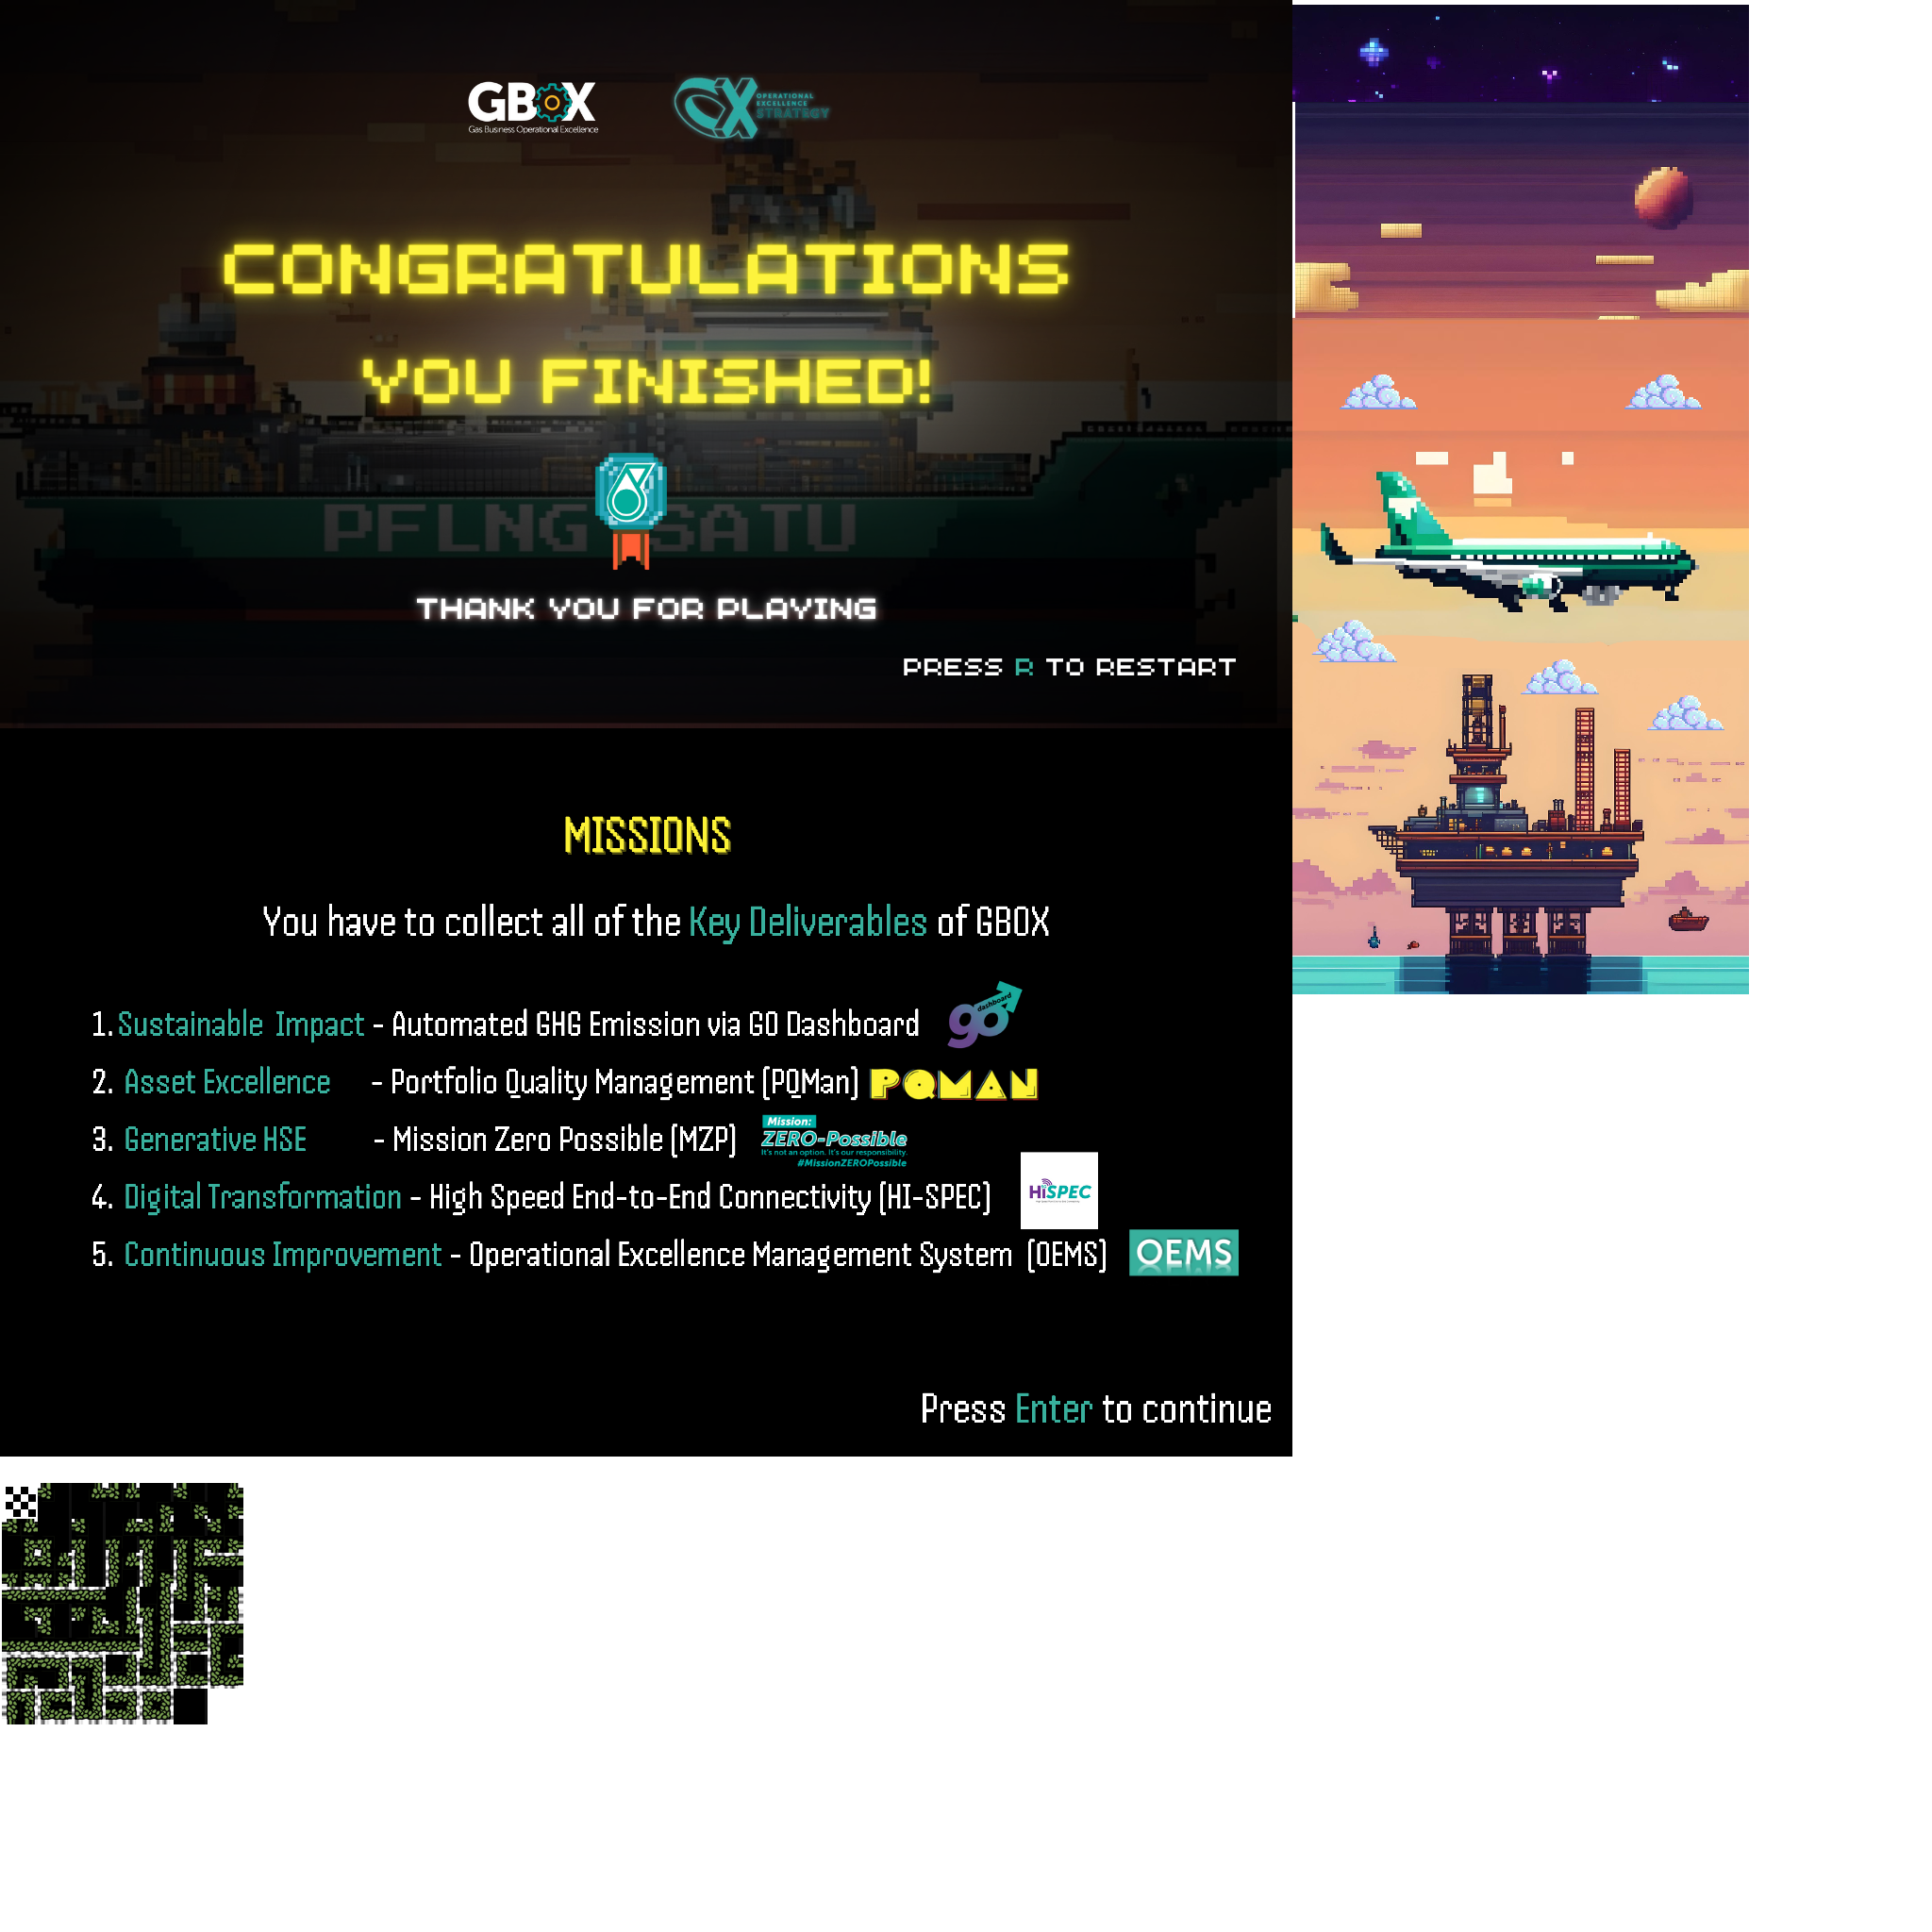 GBOX
Gas Business Operational Excellence
OX OPERATIONAL
EXCELLENCE
STRATEGY
CONGRATULATIONS
YOU FINISHED!
PFLNG SATU
THANK YOU FOR PLAYING
PRESS R TO RESTART
MISSIONS
You have to collect all of the Key Deliverables of GBOX
1. Sustainable Impact - Automated GHG Emission via GO Dashboard
go dashboard
2. Asset Excellence - Portfolio Quality Management (PQMan) PQMAN
3. Generative HSE - Mission Zero Possible (MZP)
Mission:
ZERO-Possible
It's not an option. It's our responsibility.
#MissionZEROPossible
4. Digital Transformation - High Speed End-to-End Connectivity (HI-SPEC)
HiSPEC
5. Continuous Improvement - Operational Excellence Management System (OEMS) OEMS
Press Enter to continue